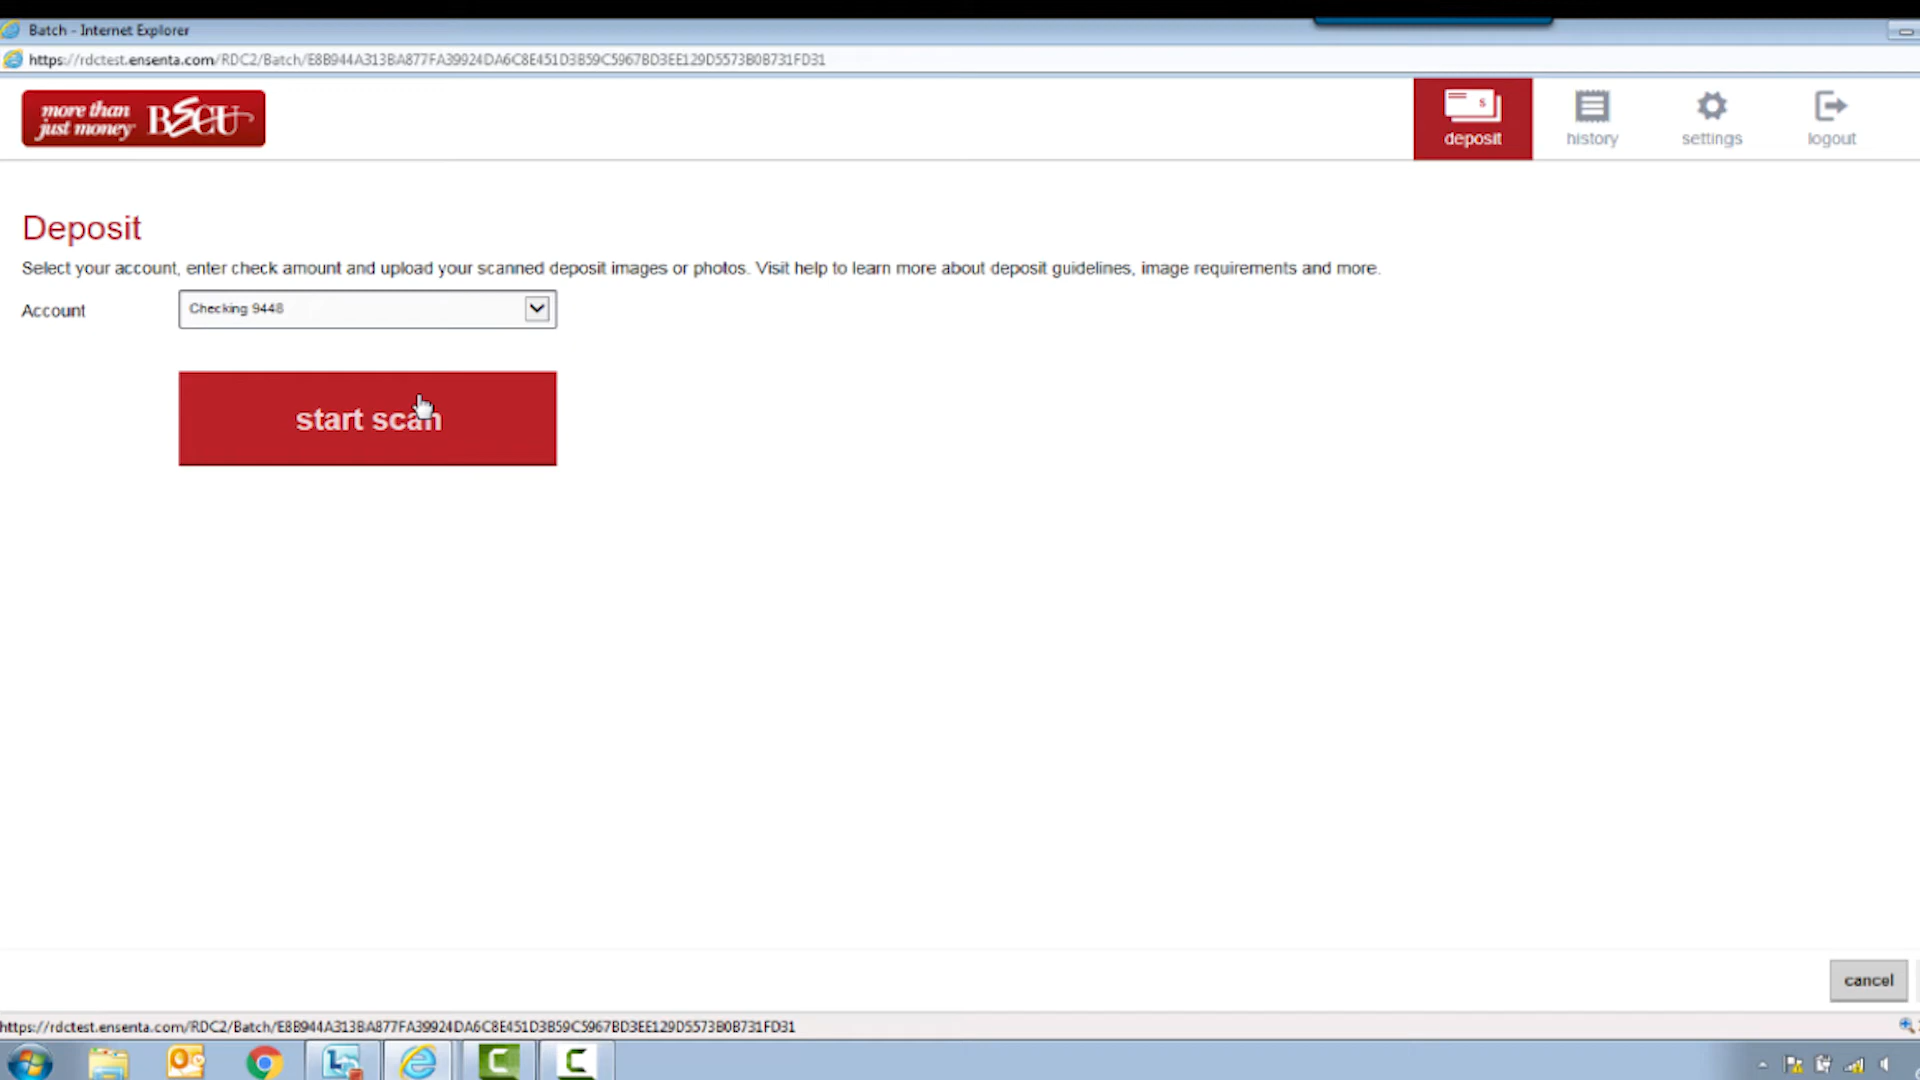 Batch - Internet Explorer
https://rdctest.ensenta.com/RDC2/Batch/E8B944A313BA877FA39924DA6C8E451D3B59C5967BD3EE129D5573B0B731FD31
more than
just money
BSECU
deposit
history
settings
logout
Deposit
Select your account, enter check amount and upload your scanned deposit images or photos. Visit help to learn more about deposit guidelines, image requirements and more.
Account
Checking 9448
start scan
cancel
https://rdctest.ensenta.com/RDC2/Batch/E8B944A313BA877FA39924DA6C8E451D3B59C5967BD3EE129D5573B0B731FD31